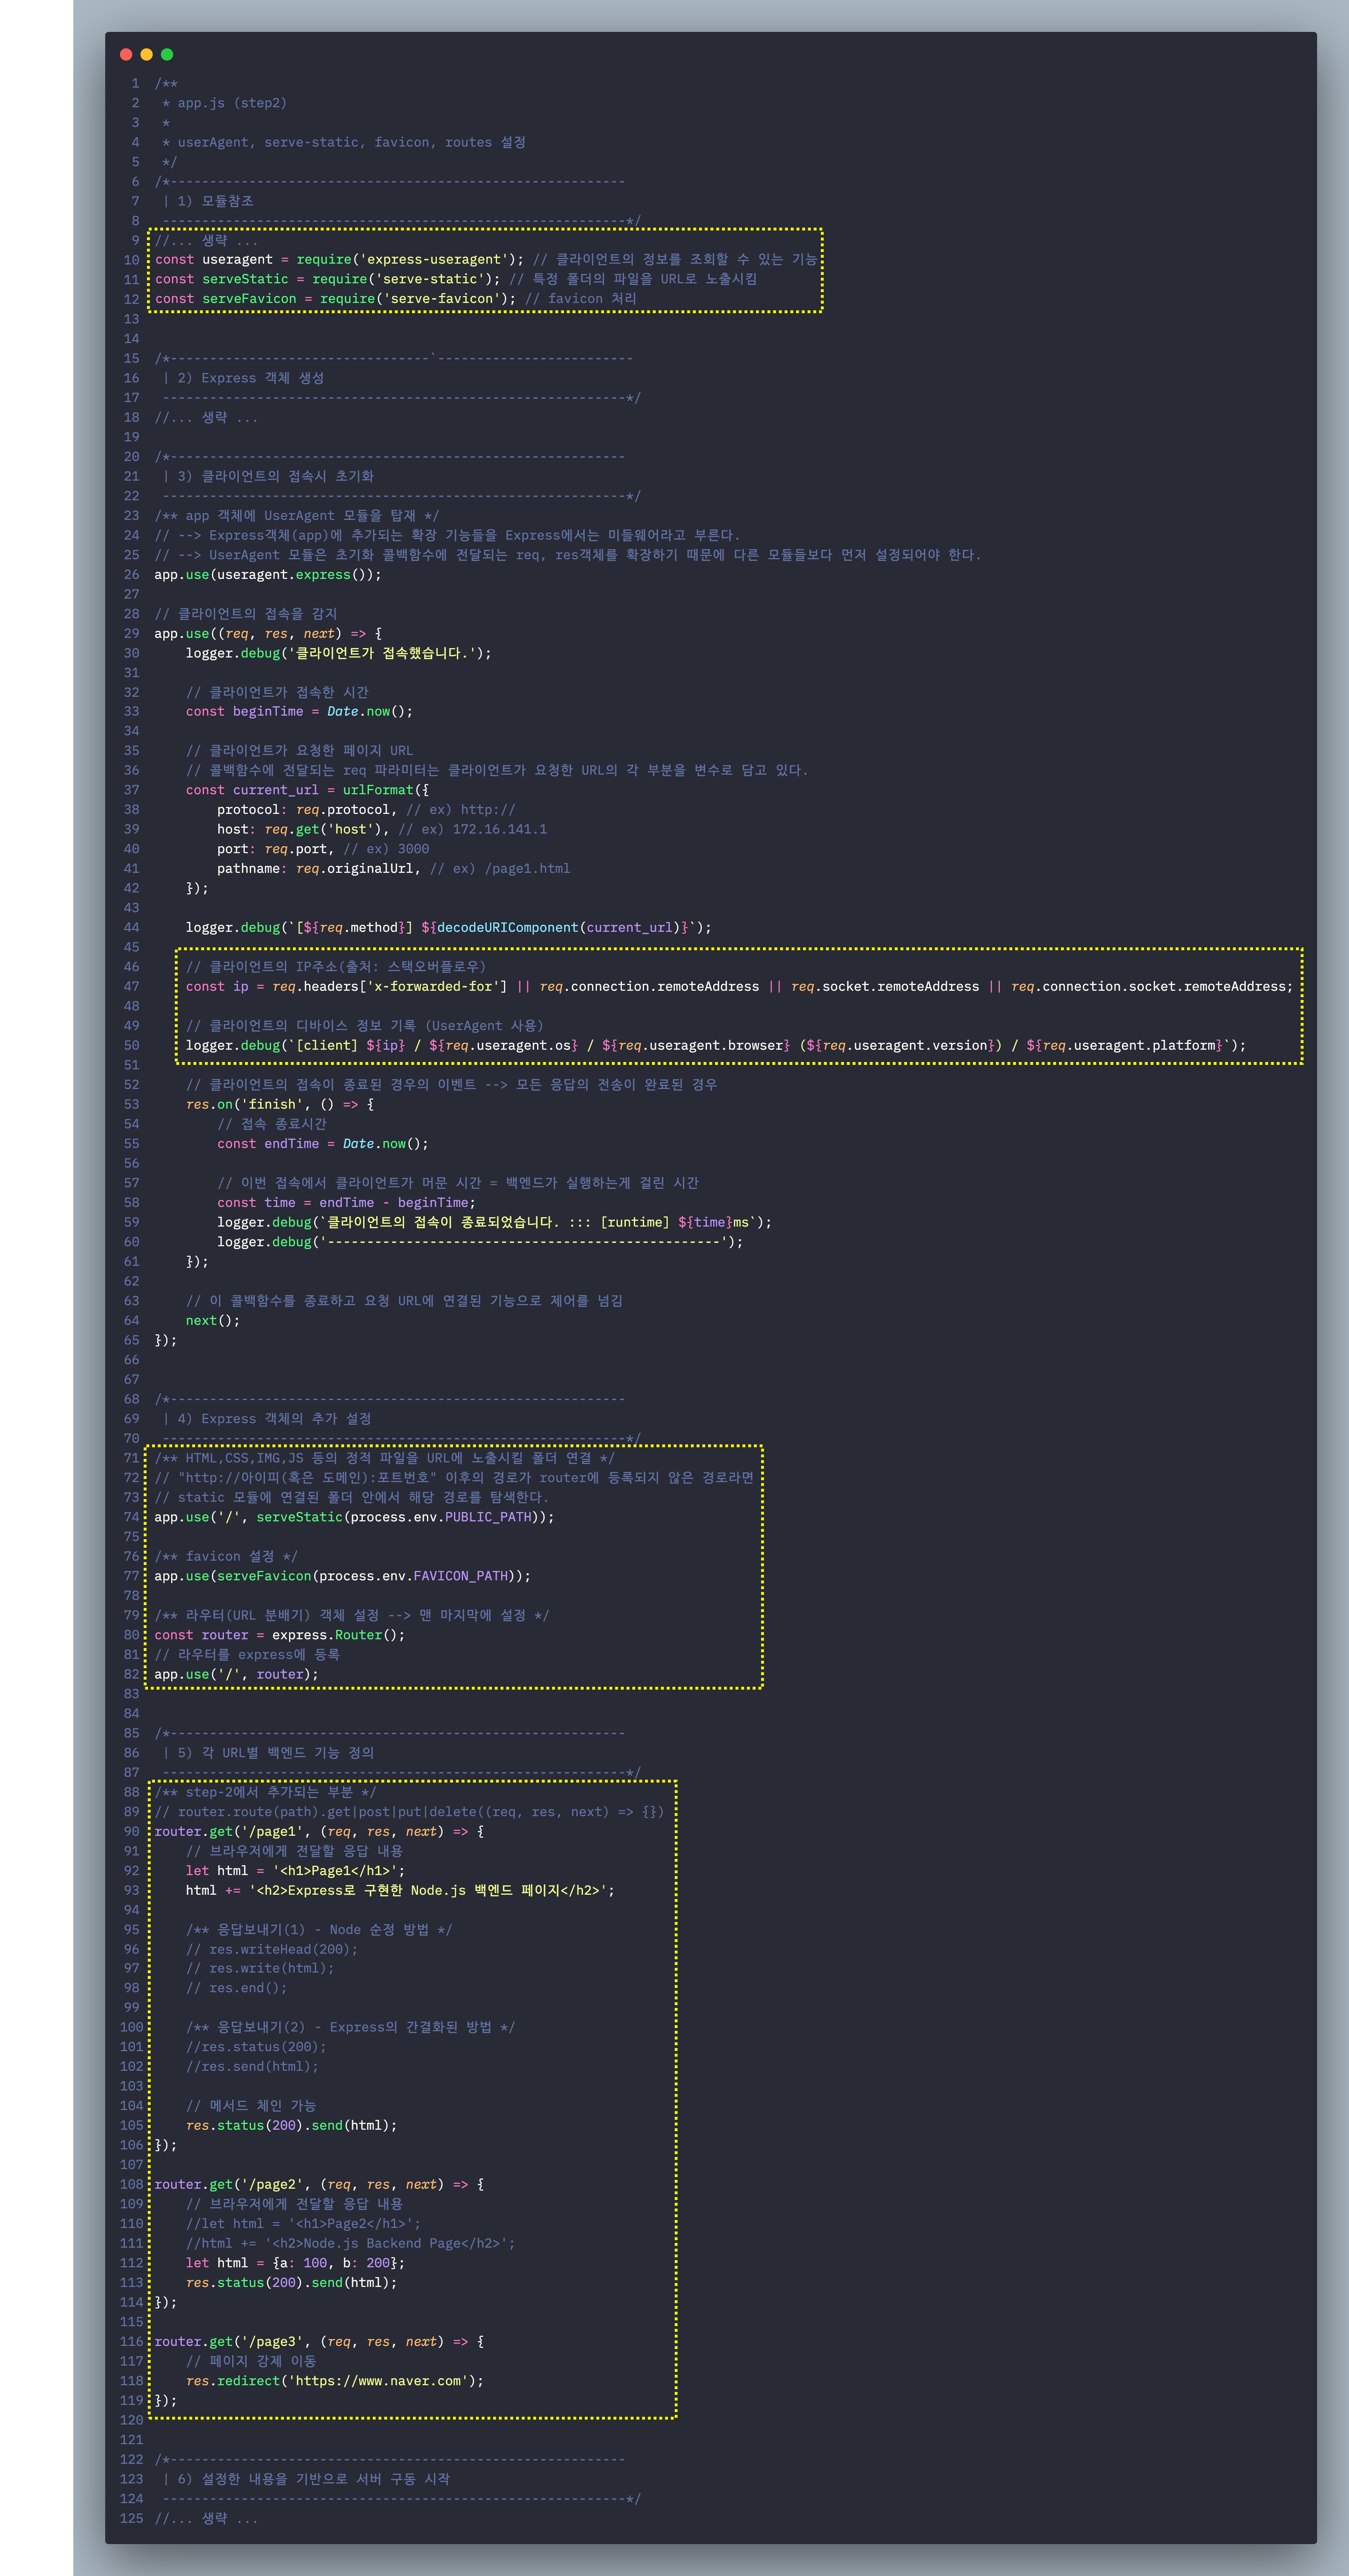 1 /**
2  * app.js (step2)
3  *
4  * userAgent, serve-static, favicon, routes 설정
5  */
6 /*----------------------------------------------------------
7  | 1) 모듈참조
8  -----------------------------------------------------------*/
9 //... 생략 ...
10 const useragent = require('express-useragent'); // 클라이언트의 정보를 조회할 수 있는 기능
11 const serveStatic = require('serve-static'); // 특정 폴더의 파일을 URL로 노출시킴
12 const serveFavicon = require('serve-favicon'); // favicon 처리
13
14
15 /*---------------------------------`-------------------------
16  | 2) Express 객체 생성
17  -----------------------------------------------------------*/
18 //... 생략 ...
19
20 /*----------------------------------------------------------
21  | 3) 클라이언트의 접속시 초기화
22  -----------------------------------------------------------*/
23 /** app 객체에 UserAgent 모듈을 탑재 */
24 // --> Express객체(app)에 추가되는 확장 기능들을 Express에서는 미들웨어라고 부른다.
25 // --> UserAgent 모듈은 초기화 콜백함수에 전달되는 req, res객체를 확장하기 때문에 다른 모듈들보다 먼저 설정되어야 한다.
26 app.use(useragent.express());
27
28 // 클라이언트의 접속을 감지
29 app.use((req, res, next) => {
30     logger.debug('클라이언트가 접속했습니다.');
31
32     // 클라이언트가 접속한 시간
33     const beginTime = Date.now();
34
35     // 클라이언트가 요청한 페이지 URL
36     // 콜백함수에 전달되는 req 파라미터는 클라이언트가 요청한 URL의 각 부분을 변수로 담고 있다.
37     const current_url = urlFormat({
38         protocol: req.protocol, // ex) http://
39         host: req.get('host'), // ex) 172.16.141.1
40         port: req.port, // ex) 3000
41         pathname: req.originalUrl, // ex) /page1.html
42     });
43
44     logger.debug(`[${req.method}] ${decodeURIComponent(current_url)}`);
45
46     // 클라이언트의 IP주소(출처: 스택오버플로우)
47     const ip = req.headers['x-forwarded-for'] || req.connection.remoteAddress || req.socket.remoteAddress || req.connection.socket.remoteAddress;
48
49     // 클라이언트의 디바이스 정보 기록 (UserAgent 사용)
50     logger.debug(`[client] ${ip} / ${req.useragent.os} / ${req.useragent.browser} (${req.useragent.version}) / ${req.useragent.platform}`);
51
52     // 클라이언트의 접속이 종료된 경우의 이벤트 --> 모든 응답의 전송이 완료된 경우
53     res.on('finish', () => {
54         // 접속 종료시간
55         const endTime = Date.now();
56
57         // 이번 접속에서 클라이언트가 머문 시간 = 백엔드가 실행하는게 걸린 시간
58         const time = endTime - beginTime;
59         logger.debug(`클라이언트의 접속이 종료되었습니다. ::: [runtime] ${time}ms`);
60         logger.debug('--------------------------------------------------');
61     });
62
63     // 이 콜백함수를 종료하고 요청 URL에 연결된 기능으로 제어를 넘김
64     next();
65 });
66
67
68 /*----------------------------------------------------------
69  | 4) Express 객체의 추가 설정
70  -----------------------------------------------------------*/
71 /** HTML,CSS,IMG,JS 등의 정적 파일을 URL에 노출시킬 폴더 연결 */
72 // "http://아이피(혹은 도메인):포트번호" 이후의 경로가 router에 등록되지 않은 경로라면
73 // static 모듈에 연결된 폴더 안에서 해당 경로를 탐색한다.
74 app.use('/', serveStatic(process.env.PUBLIC_PATH));
75
76 /** favicon 설정 */
77 app.use(serveFavicon(process.env.FAVICON_PATH));
78
79 /** 라우터(URL 분배기) 객체 설정 --> 맨 마지막에 설정 */
80 const router = express.Router();
81 // 라우터를 express에 등록
82 app.use('/', router);
83
84
85 /*----------------------------------------------------------
86  | 5) 각 URL별 백엔드 기능 정의
87  -----------------------------------------------------------*/
88 /** step-2에서 추가되는 부분 */
89 // router.route(path).get|post|put|delete((req, res, next) => {})
90 router.get('/page1', (req, res, next) => {
91     // 브라우저에게 전달할 응답 내용
92     let html = '<h1>Page1</h1>';
93     html += '<h2>Express로 구현한 Node.js 백엔드 페이지</h2>';
94
95     /** 응답보내기(1) - Node 순정 방법 */
96     // res.writeHead(200);
97     // res.write(html);
98     // res.end();
99
100     /** 응답보내기(2) - Express의 간결화된 방법 */
101     //res.status(200);
102     //res.send(html);
103
104     // 메서드 체인 가능
105     res.status(200).send(html);
106 });
107
108 router.get('/page2', (req, res, next) => {
109     // 브라우저에게 전달할 응답 내용
110     //let html = '<h1>Page2</h1>';
111     //html += '<h2>Node.js Backend Page</h2>';
112     let html = {a: 100, b: 200};
113     res.status(200).send(html);
114 });
115
116 router.get('/page3', (req, res, next) => {
117     // 페이지 강제 이동
118     res.redirect('https://www.naver.com');
119 });
120
121
122 /*----------------------------------------------------------
123  | 6) 설정한 내용을 기반으로 서버 구동 시작
124  -----------------------------------------------------------*/
125 //... 생략 ...